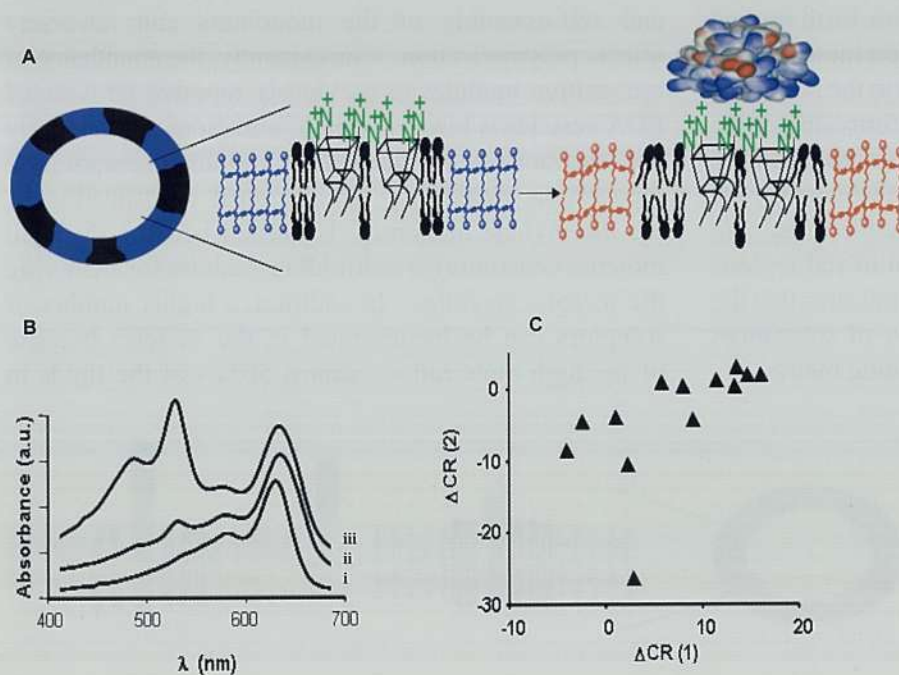 A
N+ N+ N+ N+ N+
N+ N+ N+ N+ N+
B
Absorbance (a.u.)
iii
ii
i
400 500 600 700
λ (nm)
C
ΔCR (2)
0
-10
-20
-30
-10 0 10 20
ΔCR (1)